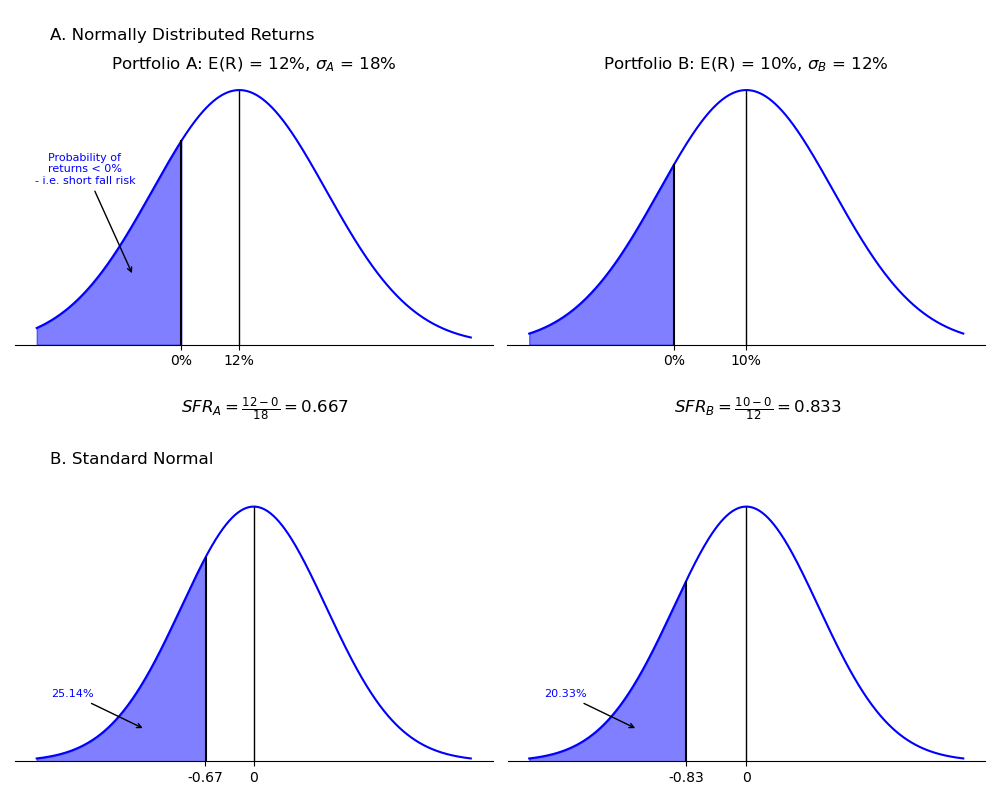 A. Normally Distributed Returns
Portfolio A: E(R) = 12%, σ_A = 18%
Portfolio B: E(R) = 10%, σ_B = 12%
Probability of
returns < 0%
- i.e. short fall risk
0%
12%
0%
10%
SFR_A = \frac{12-0}{18} = 0.667
SFR_B = \frac{10-0}{12} = 0.833
B. Standard Normal
25.14%
20.33%
-0.67
0
-0.83
0